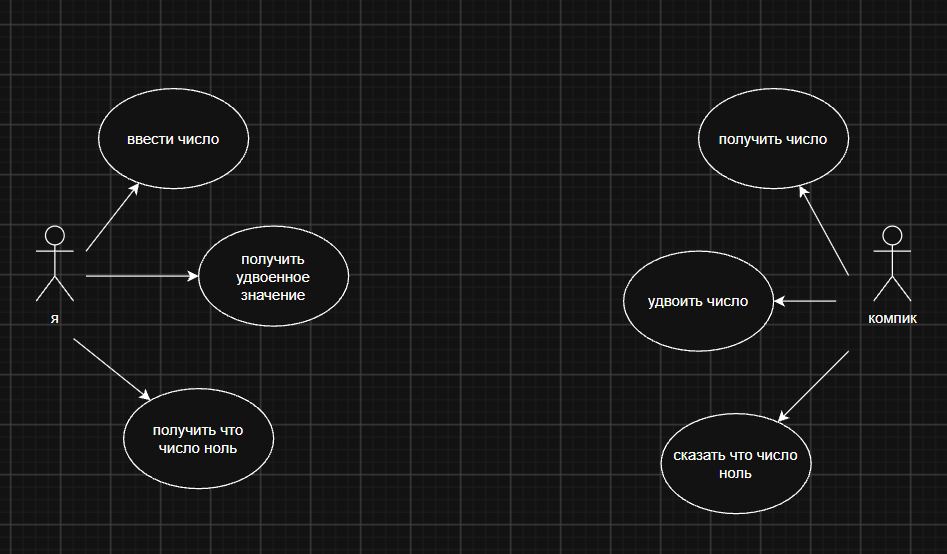 ввести число
получить
удвоенное
значение
я
получить что
число ноль
получить число
удвоить число
компик
сказать что число
ноль